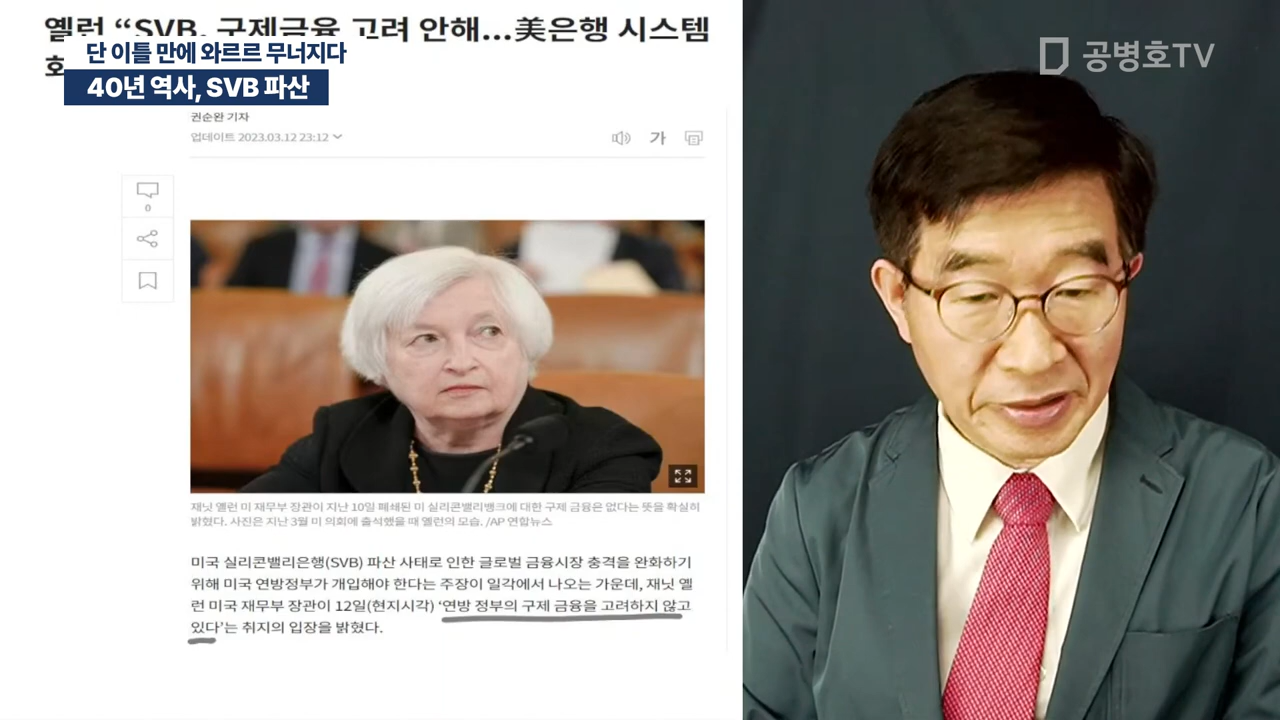 옐런 “SVB, 구제금융 고려 안해…美은행 시스템
단 이틀 만에 와르르 무너지다
40년 역사, SVB 파산
공병호TV
권순완 기자
업데이트 2023.03.12 23:12
가
0
재닛 옐런 미 재무부 장관이 지난 10일 폐쇄된 미 실리콘밸리뱅크에 대한 구제 금융은 없다는 뜻을 확실히
밝혔다. 사진은 지난 3월 미 의회에 출석했을 때 옐런의 모습. /AP 연합뉴스
미국 실리콘밸리은행(SVB) 파산 사태로 인한 글로벌 금융시장 충격을 완화하기
위해 미국 연방정부가 개입해야 한다는 주장이 일각에서 나오는 가운데, 재닛 옐
런 미국 재무부 장관이 12일(현지시각) ‘연방 정부의 구제 금융을 고려하지 않고
있다’는 취지의 입장을 밝혔다.